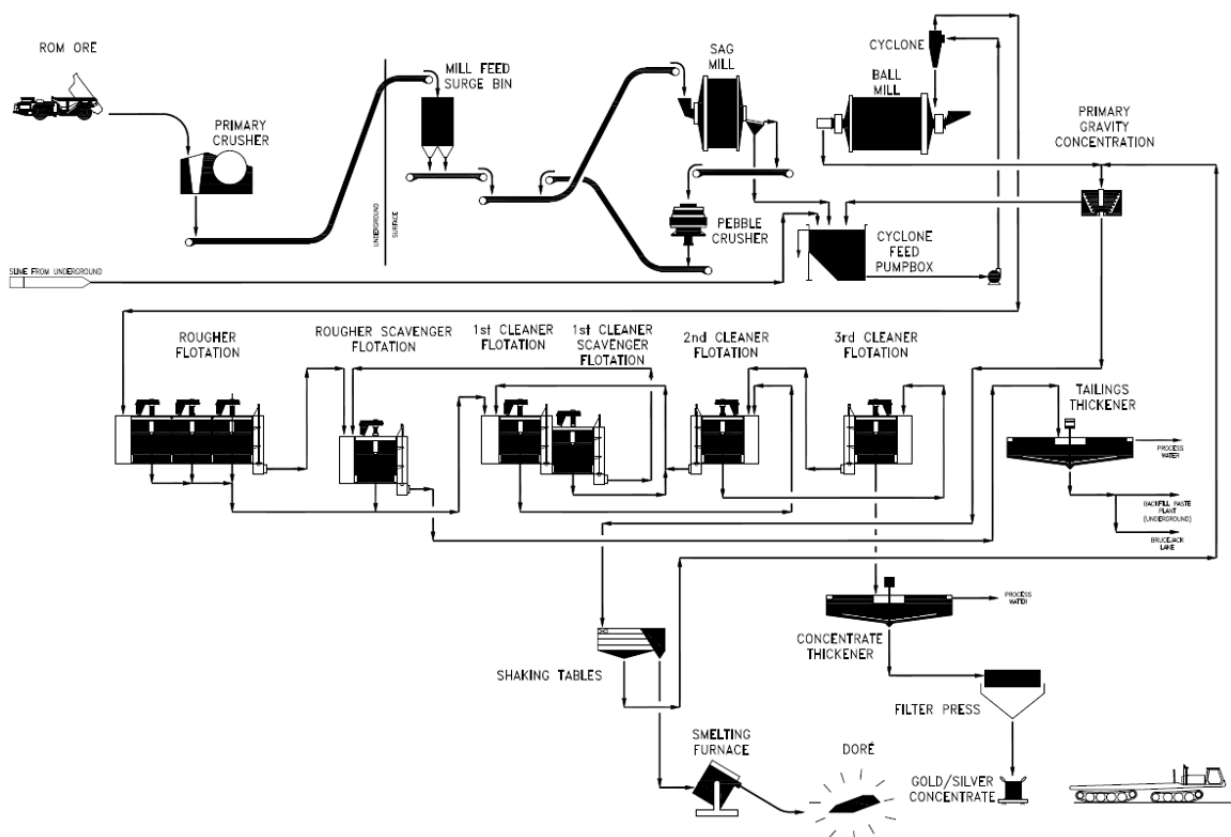 ROM ORE
PRIMARY
CRUSHER
MILL FEED
SURGE BIN
UNDERGROUND
SURFACE
SAG
MILL
CYCLONE
BALL
MILL
PRIMARY
GRAVITY
CONCENTRATION
PEBBLE
CRUSHER
CYCLONE
FEED
PUMPBOX
SLIME FROM UNDERGROUND
ROUGHER
FLOTATION
ROUGHER SCAVENGER
FLOTATION
1st CLEANER
FLOTATION
1st CLEANER
SCAVENGER
FLOTATION
2nd CLEANER
FLOTATION
3rd CLEANER
FLOTATION
TAILINGS
THICKENER
PROCESS
WATER
BACKFILL PASTE
PLANT
(UNDERGROUND)
BRUCEJACK
LAKE
PROCESS
WATER
CONCENTRATE
THICKENER
SHAKING TABLES
FILTER PRESS
SMELTING
FURNACE
DORÉ
GOLD/SILVER
CONCENTRATE